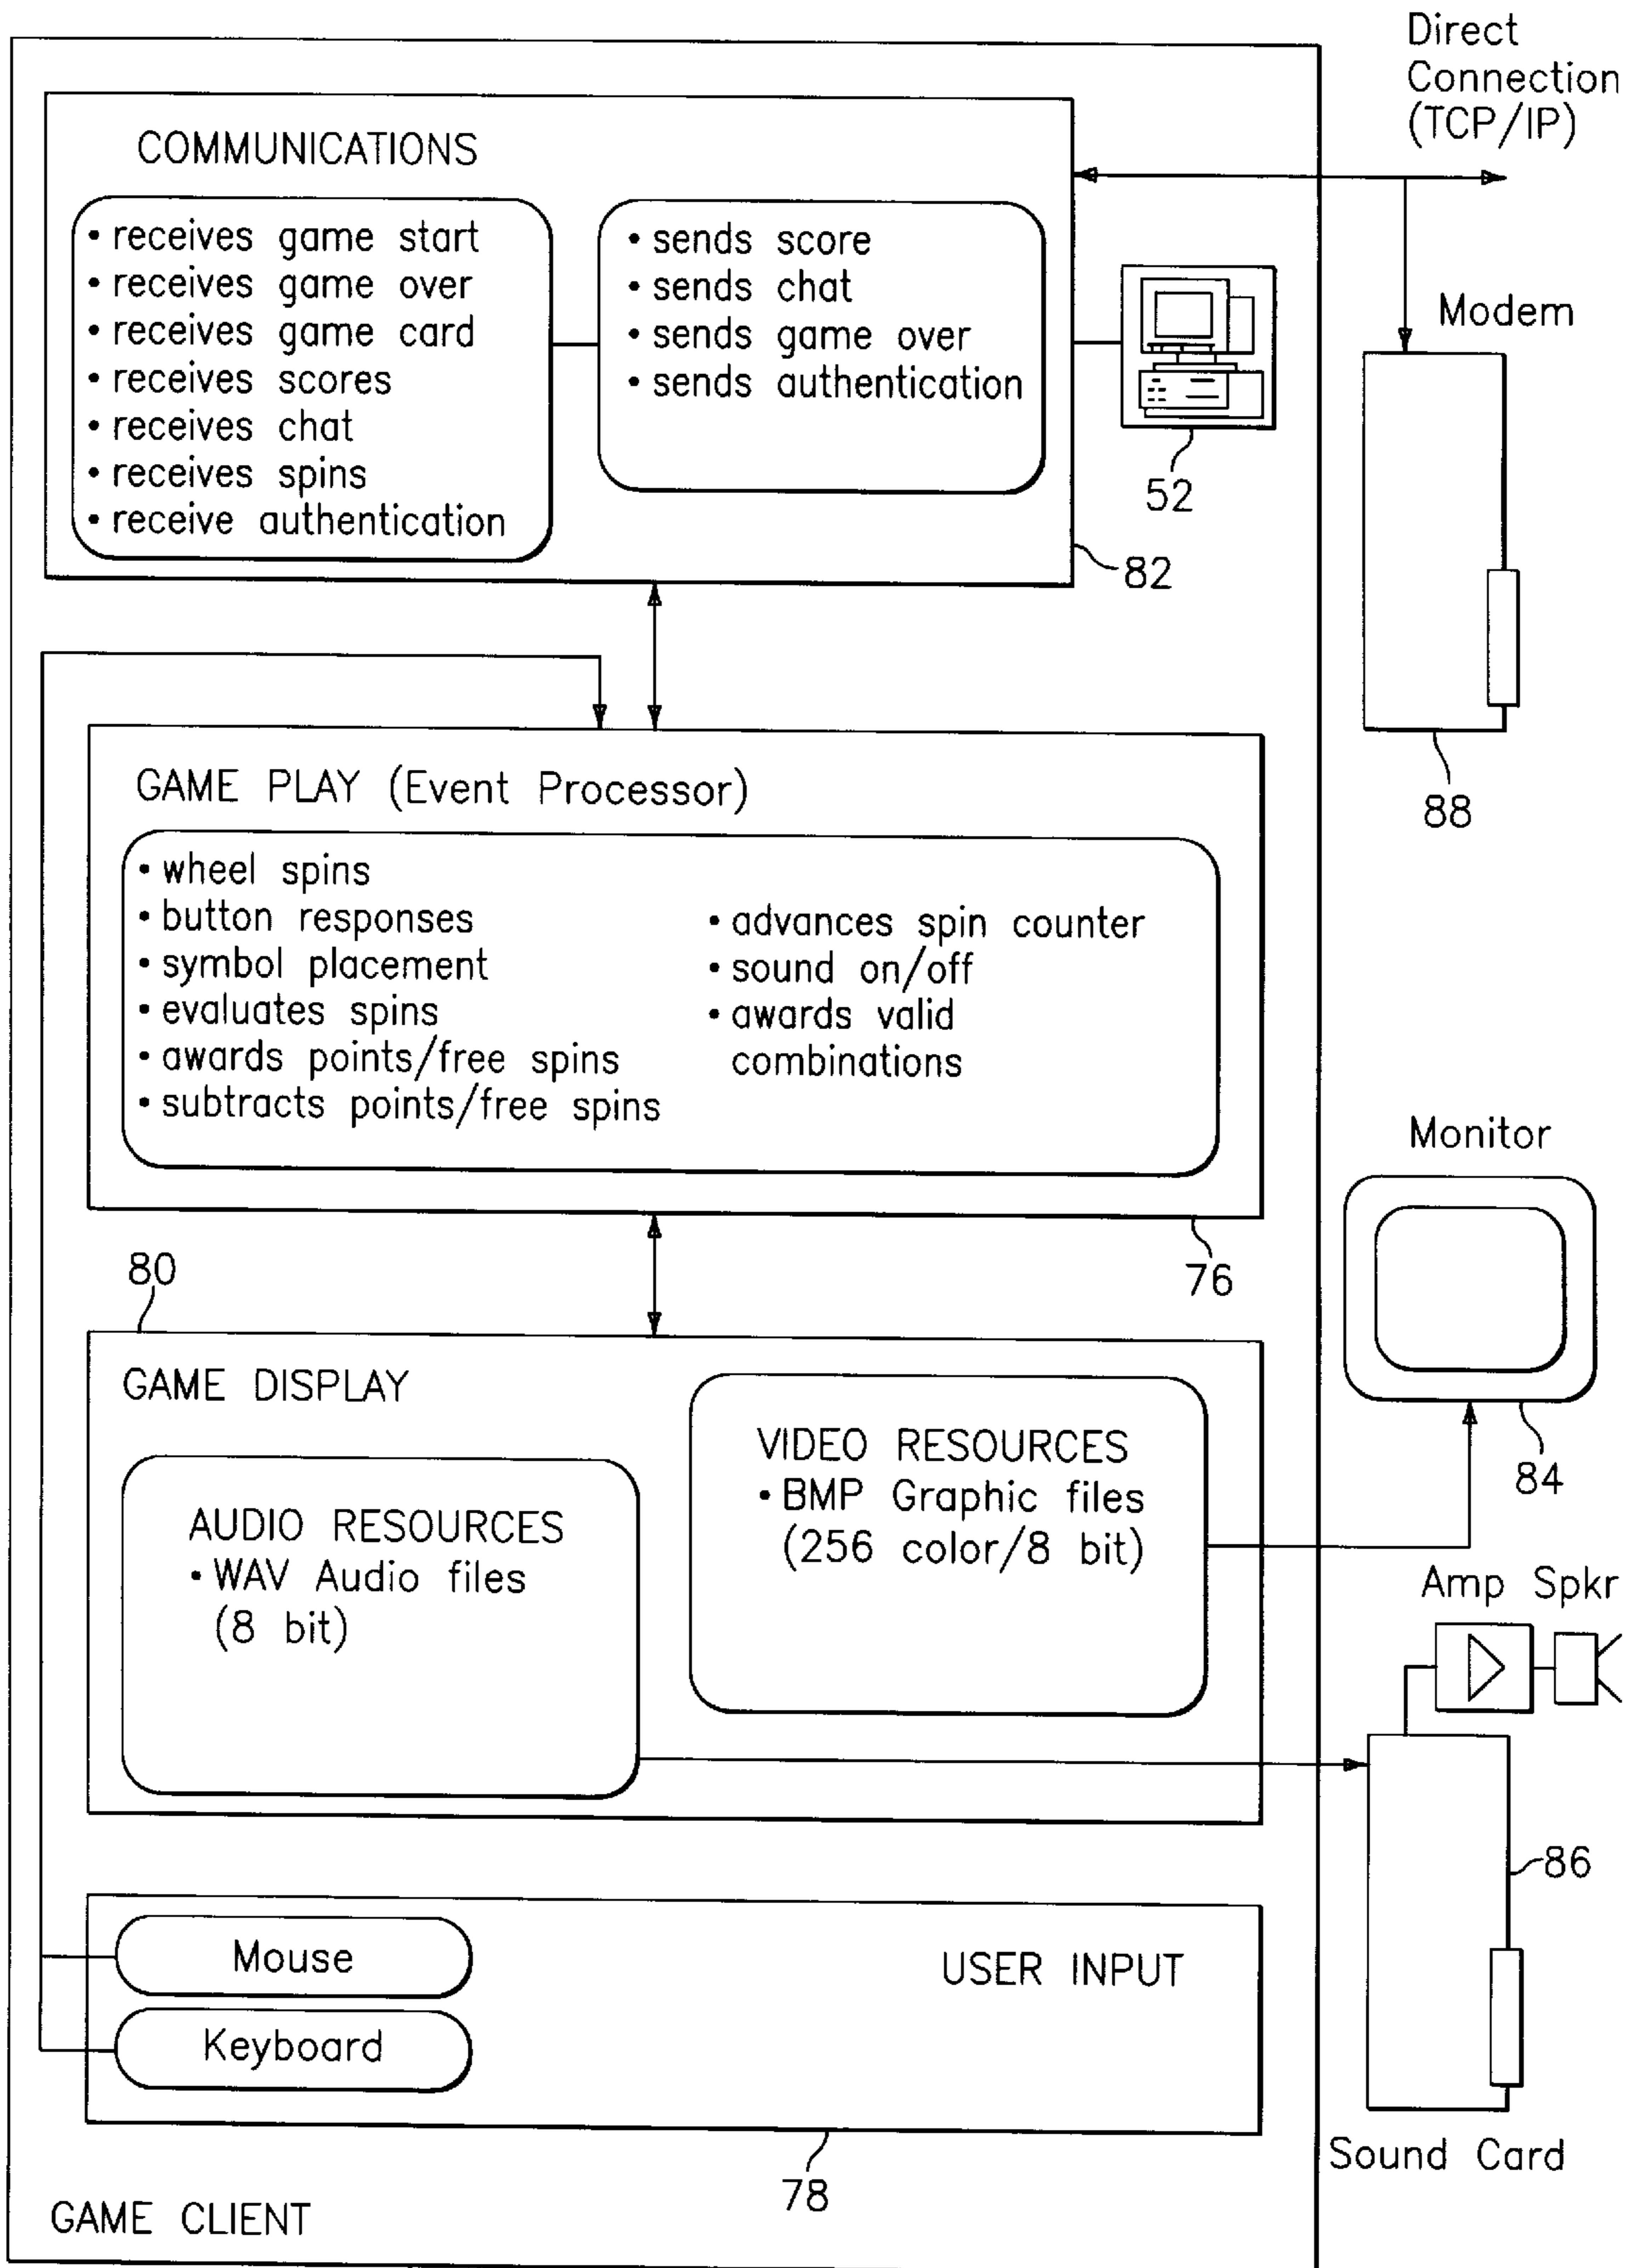 Direct
Connection
(TCP/IP)
COMMUNICATIONS
• receives game start
• receives game over
• receives game card
• receives scores
• receives chat
• receives spins
• receive authentication
• sends score
• sends chat
• sends game over
• sends authentication
52
82
Modem
88
GAME PLAY (Event Processor)
• wheel spins
• button responses
• symbol placement
• evaluates spins
• awards points/free spins
• subtracts points/free spins
• advances spin counter
• sound on/off
• awards valid
combinations
76
Monitor
84
80
GAME DISPLAY
AUDIO RESOURCES
• WAV Audio files
(8 bit)
VIDEO RESOURCES
• BMP Graphic files
(256 color/8 bit)
Amp Spkr
86
Sound Card
Mouse
Keyboard
USER INPUT
78
GAME CLIENT